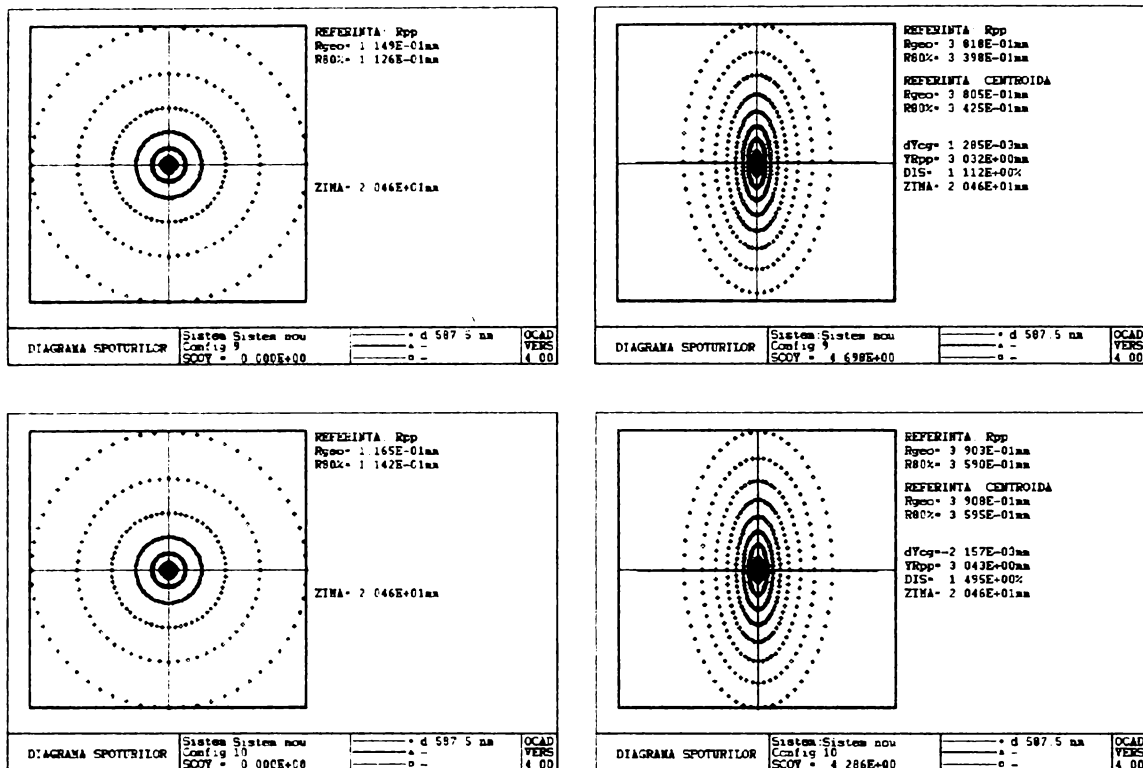 REFERINTA Rpp
Rgeo= 1 149E-01mm
R80%= 1 126E-01mm
ZIMA= 2 046E+01mm
DIAGRAMA SPOTURILOR
Sistem Sistem nou
Config 9
SCOY = 0 000E+00
d 587.5 nm
OCAD
VERS
4 00
REFERINTA Rpp
Rgeo= 3 818E-01mm
R80%= 3 398E-01mm
REFERINTA CENTROIDA
Rgeo= 3 805E-01mm
R80%= 3 425E-01mm
dYcg= 1 285E-03mm
YRpp= 3 032E+00mm
DIS= 1 112E+00%
ZIMA= 2 046E+01mm
DIAGRAMA SPOTURILOR
Sistem:Sistem nou
Config 9
SCOY = 4 698E+00
d 587.5 nm
OCAD
VERS
4 00
REFERINTA Rpp
Rgeo= 1.165E-01mm
R80%= 1 142E-01mm
ZIMA= 2 046E+01mm
DIAGRAMA SPOTURILOR
Sistem Sistem nou
Config 10
SCOY = 0 000E+00
d 587 5 nm
OCAD
VERS
4 00
REFERINTA Rpp
Rgeo= 3 903E-01mm
R80%= 3 590E-01mm
REFERINTA CENTROIDA
Rgeo= 3 908E-01mm
R80%= 3 595E-01mm
dYcg=-2 157E-03mm
YRpp= 3 043E+00mm
DIS= 1 495E+00%
ZIMA= 2 046E+01mm
DIAGRAMA SPOTURILOR
Sistem:Sistem nou
Config 10
SCOY = 4 286E+00
d 587.5 nm
OCAD
VERS
4 00